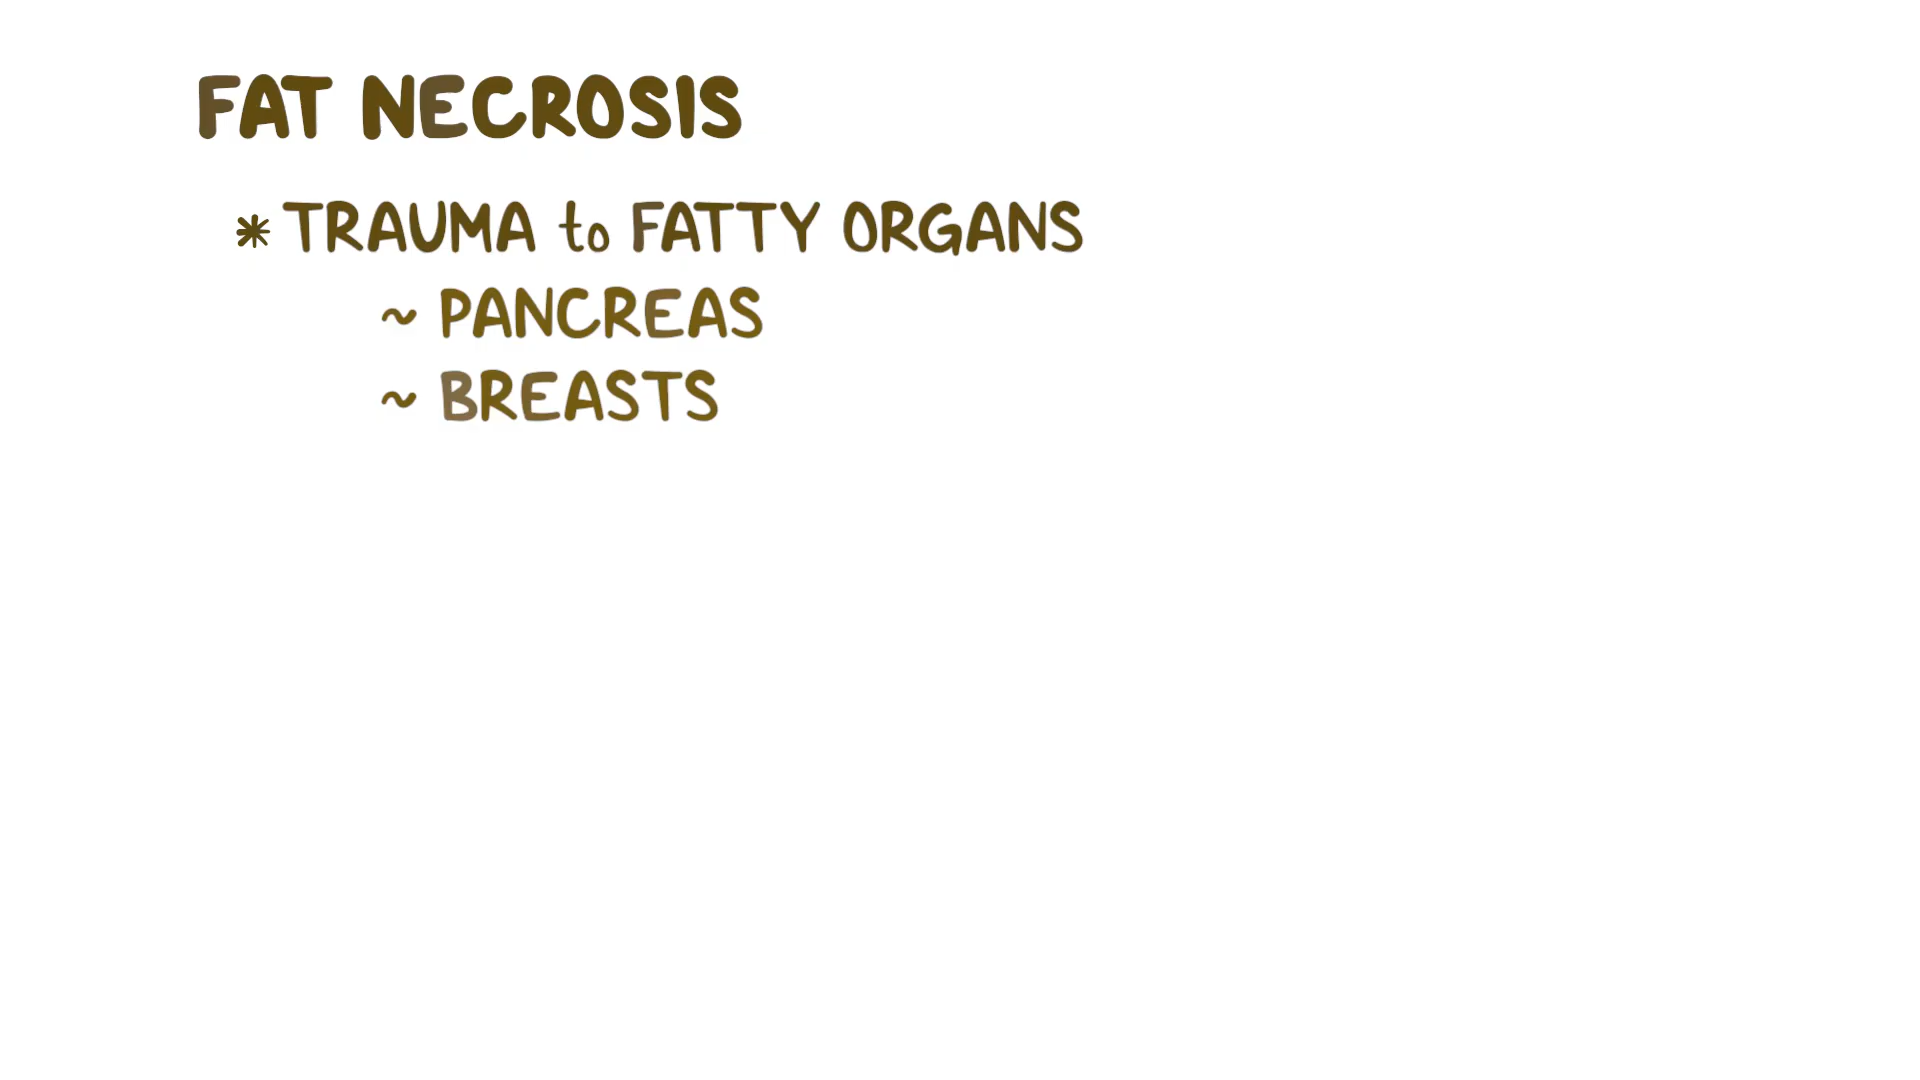 FAT NECROSIS
* TRAUMA to FATTY ORGANS
~ PANCREAS
~ BREASTS